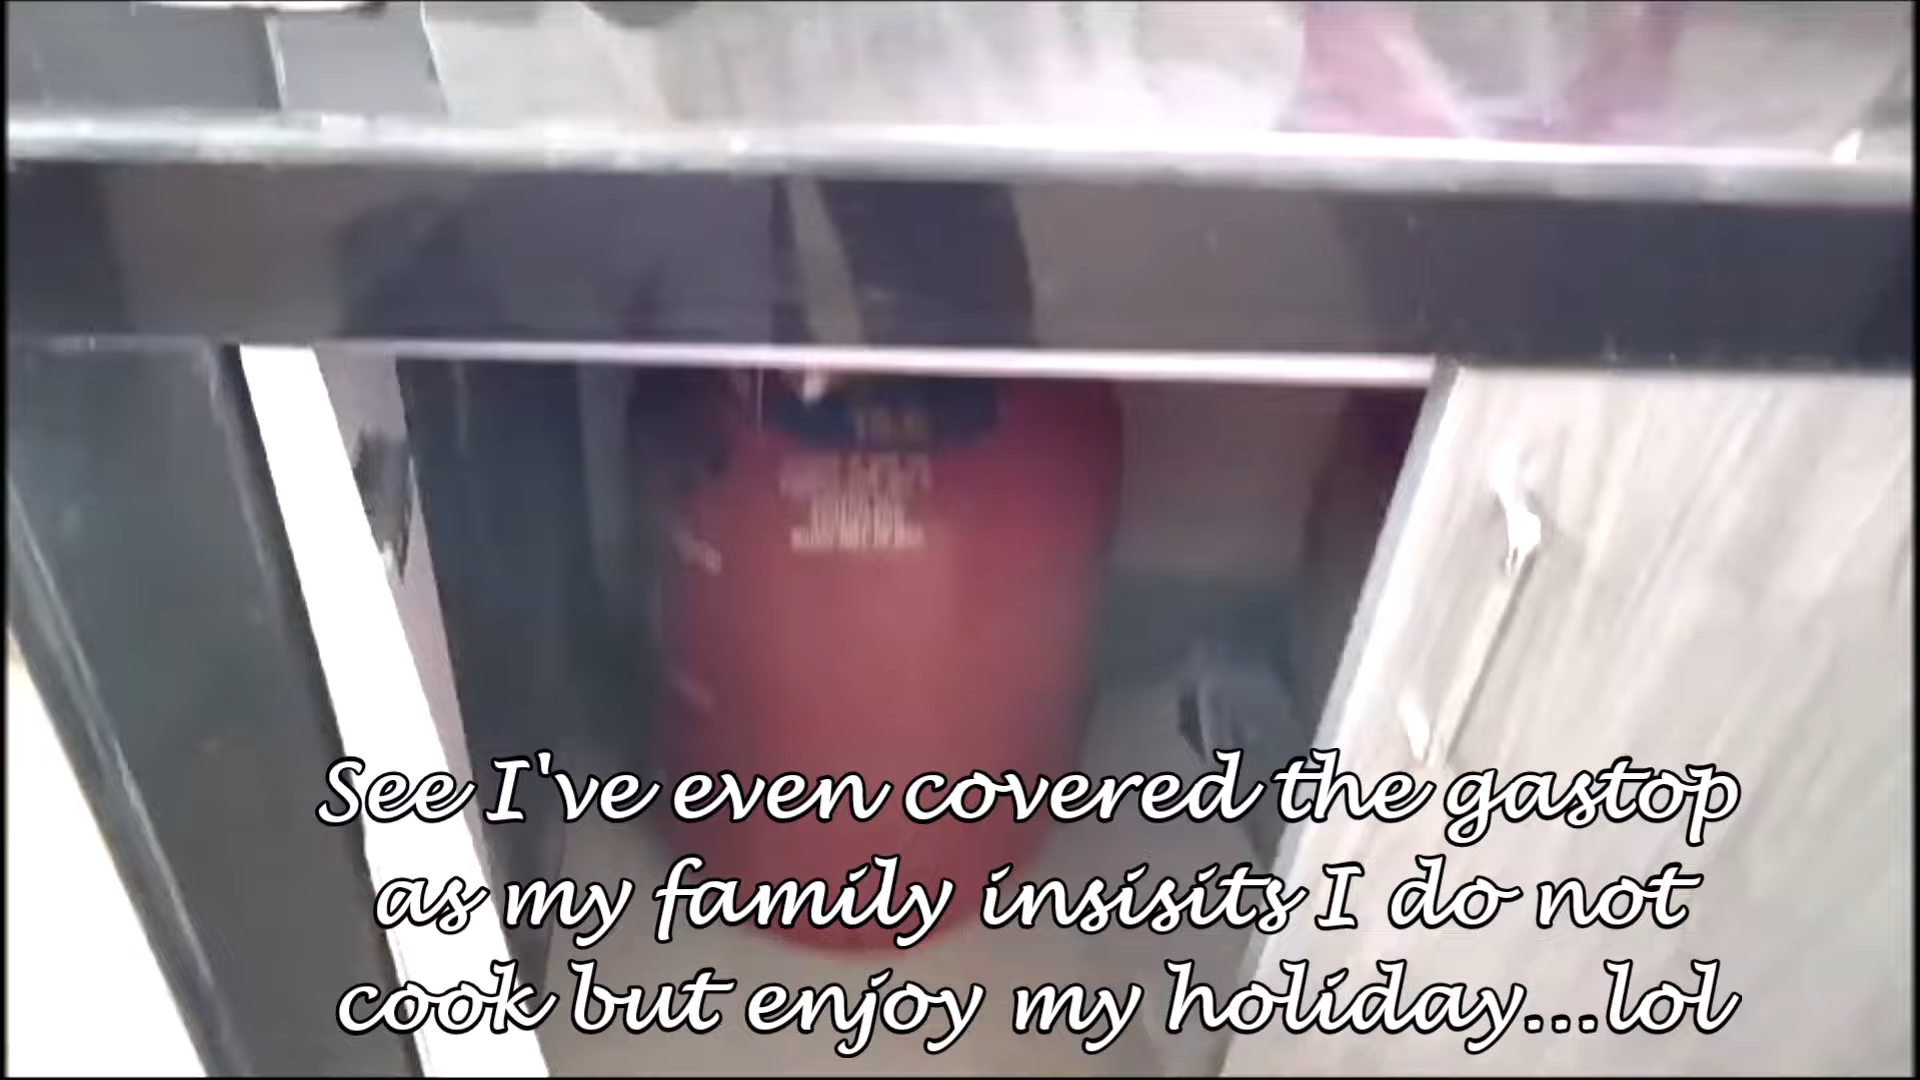 See I've even covered the gastop
as my family insisits I do not
cook but enjoy my holiday...lol